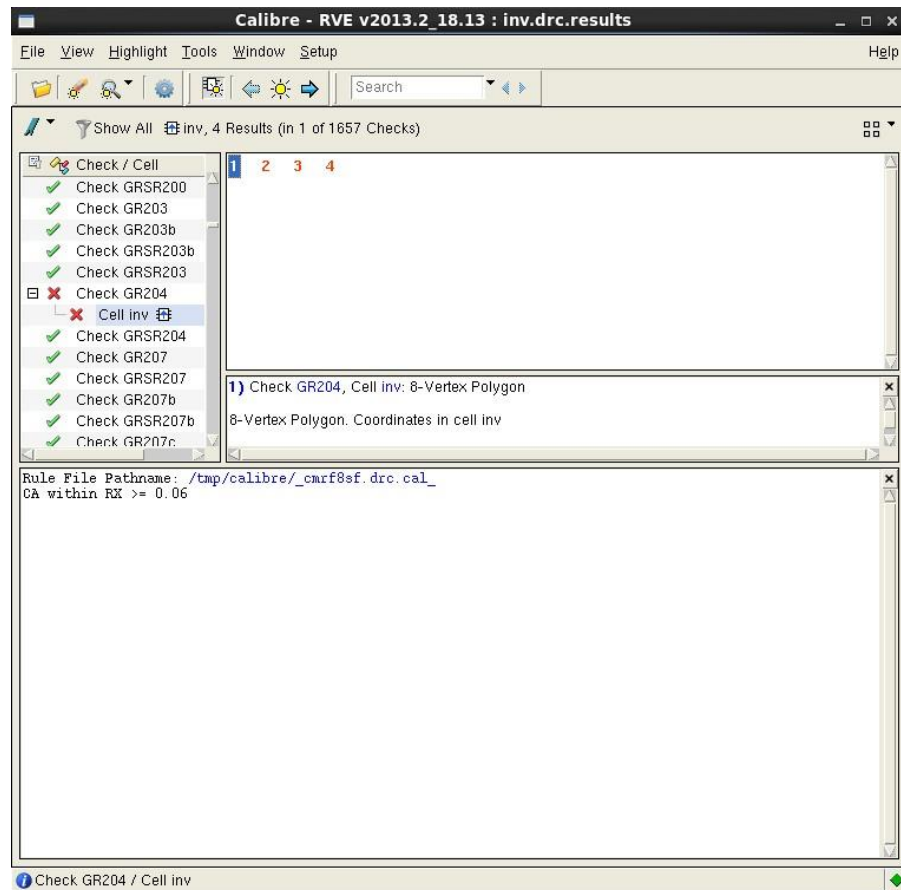 Calibre - RVE v2013.2_18.13 : inv.drc.results
File View Highlight Tools Window Setup Help
Search
Show All inv, 4 Results (in 1 of 1657 Checks)
Check / Cell
Check GRSR200
Check GR203
Check GR203b
Check GRSR203b
Check GRSR203
Check GR204
Cell inv
Check GRSR204
Check GR207
Check GRSR207
Check GR207b
Check GRSR207b
Check GR207c
1 2 3 4
1) Check GR204, Cell inv: 8-Vertex Polygon
8-Vertex Polygon. Coordinates in cell inv
Rule File Pathname: /tmp/calibre/_cmrf8sf.drc.cal_
CA within RX >= 0.06
Check GR204 / Cell inv